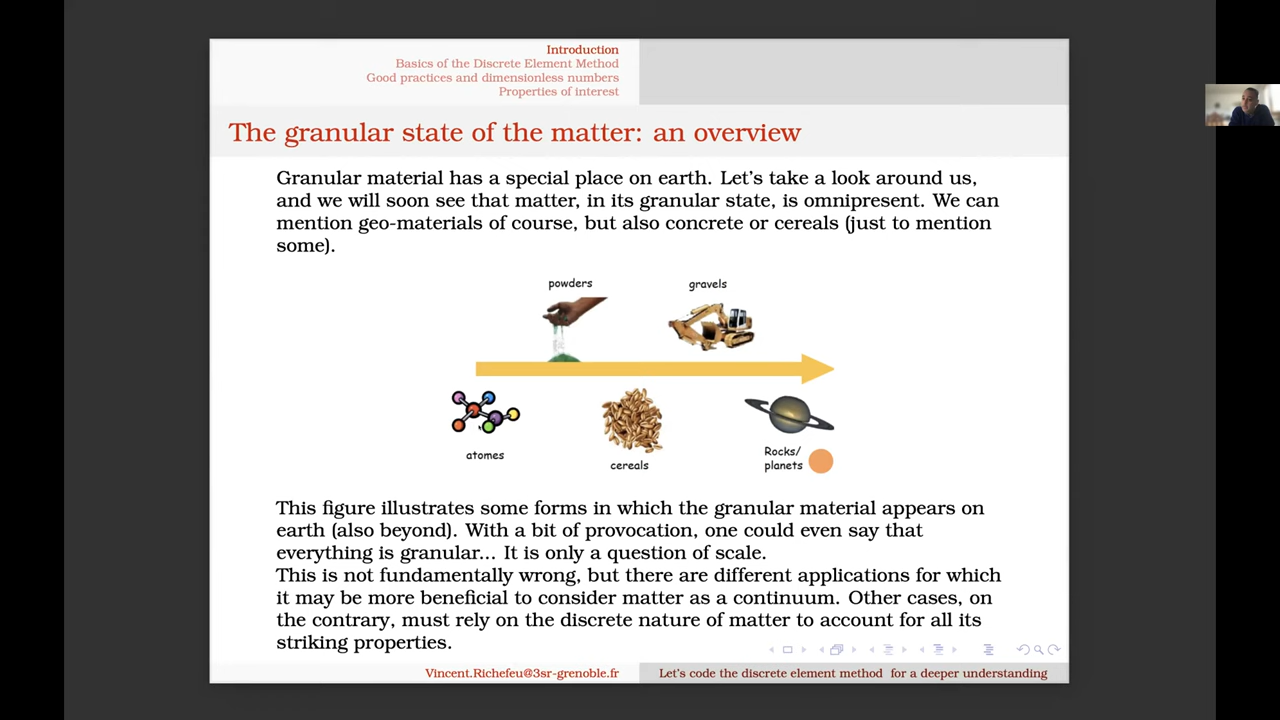 Introduction
Basics of the Discrete Element Method
Good practices and dimensionless numbers
Properties of interest
The granular state of the matter: an overview
Granular material has a special place on earth. Let's take a look around us,
and we will soon see that matter, in its granular state, is omnipresent. We can
mention geo-materials of course, but also concrete or cereals (just to mention
some).
powders
gravels
atomes
cereals
Rocks/
planets
This figure illustrates some forms in which the granular material appears on
earth (also beyond). With a bit of provocation, one could even say that
everything is granular... It is only a question of scale.
This is not fundamentally wrong, but there are different applications for which
it may be more beneficial to consider matter as a continuum. Other cases, on
the contrary, must rely on the discrete nature of matter to account for all its
striking properties.
Vincent.Richefeu@3sr-grenoble.fr
Let's code the discrete element method for a deeper understanding